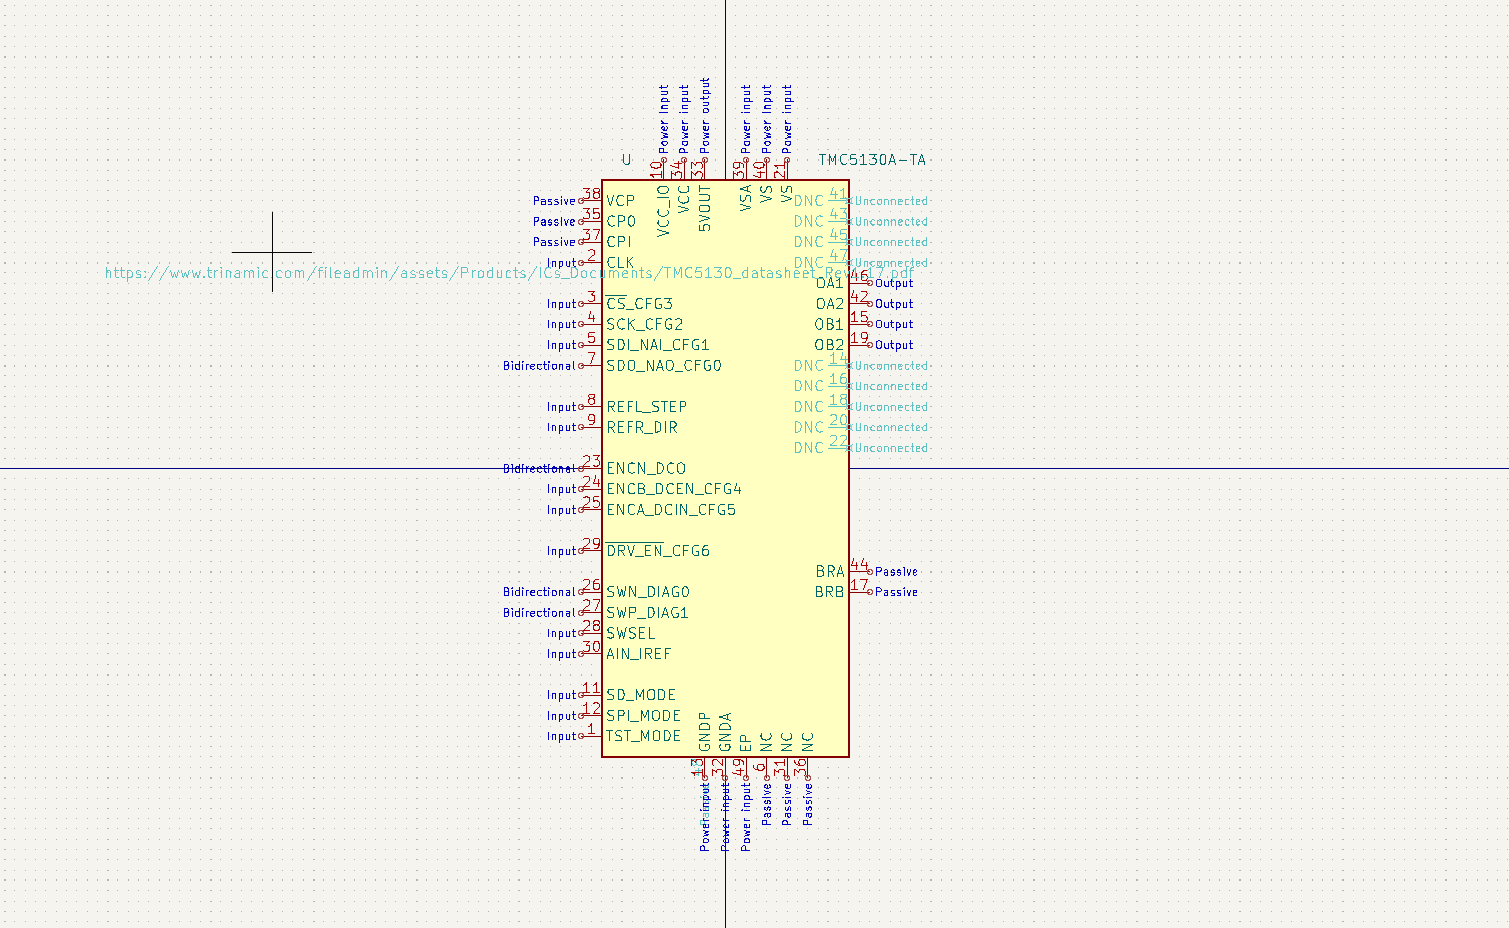 Power input
Power input
Power output
Power input
Power input
Power input
10
34
33
39
40
21
U
TMC5130A-TA
VCC_IO
VCC
5VOUT
VSA
VS
VS
Passive 38 VCP
DNC 41 Unconnected
Passive 35 CPO
DNC 43 Unconnected
Passive 37 CPI
DNC 45 Unconnected
Input 2 CLK
DNC 47 Unconnected
https://www.trinamic.com/fileadmin/assets/Products/ICs_Documents/TMC5130_datasheet_Rev1.17.pdf
OA1 46 Output
Input 3 CS_CFG3
OA2 42 Output
Input 4 SCK_CFG2
OB1 15 Output
Input 5 SDI_NAI_CFG1
OB2 19 Output
Bidirectional 7 SDO_NAO_CFG0
DNC 14 Unconnected
DNC 16 Unconnected
Input 8 REFL_STEP
DNC 18 Unconnected
Input 9 REFR_DIR
DNC 20 Unconnected
DNC 22 Unconnected
Bidirectional 23 ENCN_DCO
Input 24 ENCB_DCEN_CFG4
Input 25 ENCA_DCIN_CFG5
Input 29 DRV_EN_CFG6
BRA 44 Passive
Bidirectional 26 SWN_DIAG0
BRB 17 Passive
Bidirectional 27 SWP_DIAG1
Input 28 SWSEL
Input 30 AIN_IREF
Input 11 SD_MODE
Input 12 SPI_MODE
Input 1 TST_MODE
GNDP
GNDA
EP
NC
NC
NC
13
32
49
6
31
36
Power input
Power input
Power input
Passive
Passive
Passive